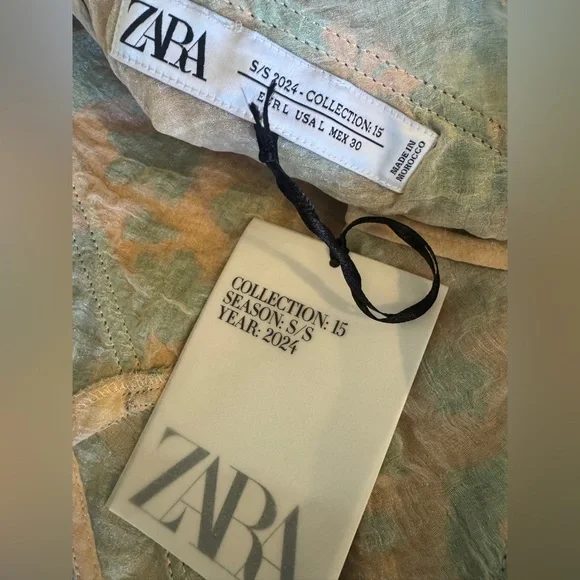 ZARA
S/S 2024 - COLLECTION: 15
EUR L USA L MEX 30
MADE IN
MOROCCO
COLLECTION: 15
SEASON: S/S
YEAR: 2024
ZARA